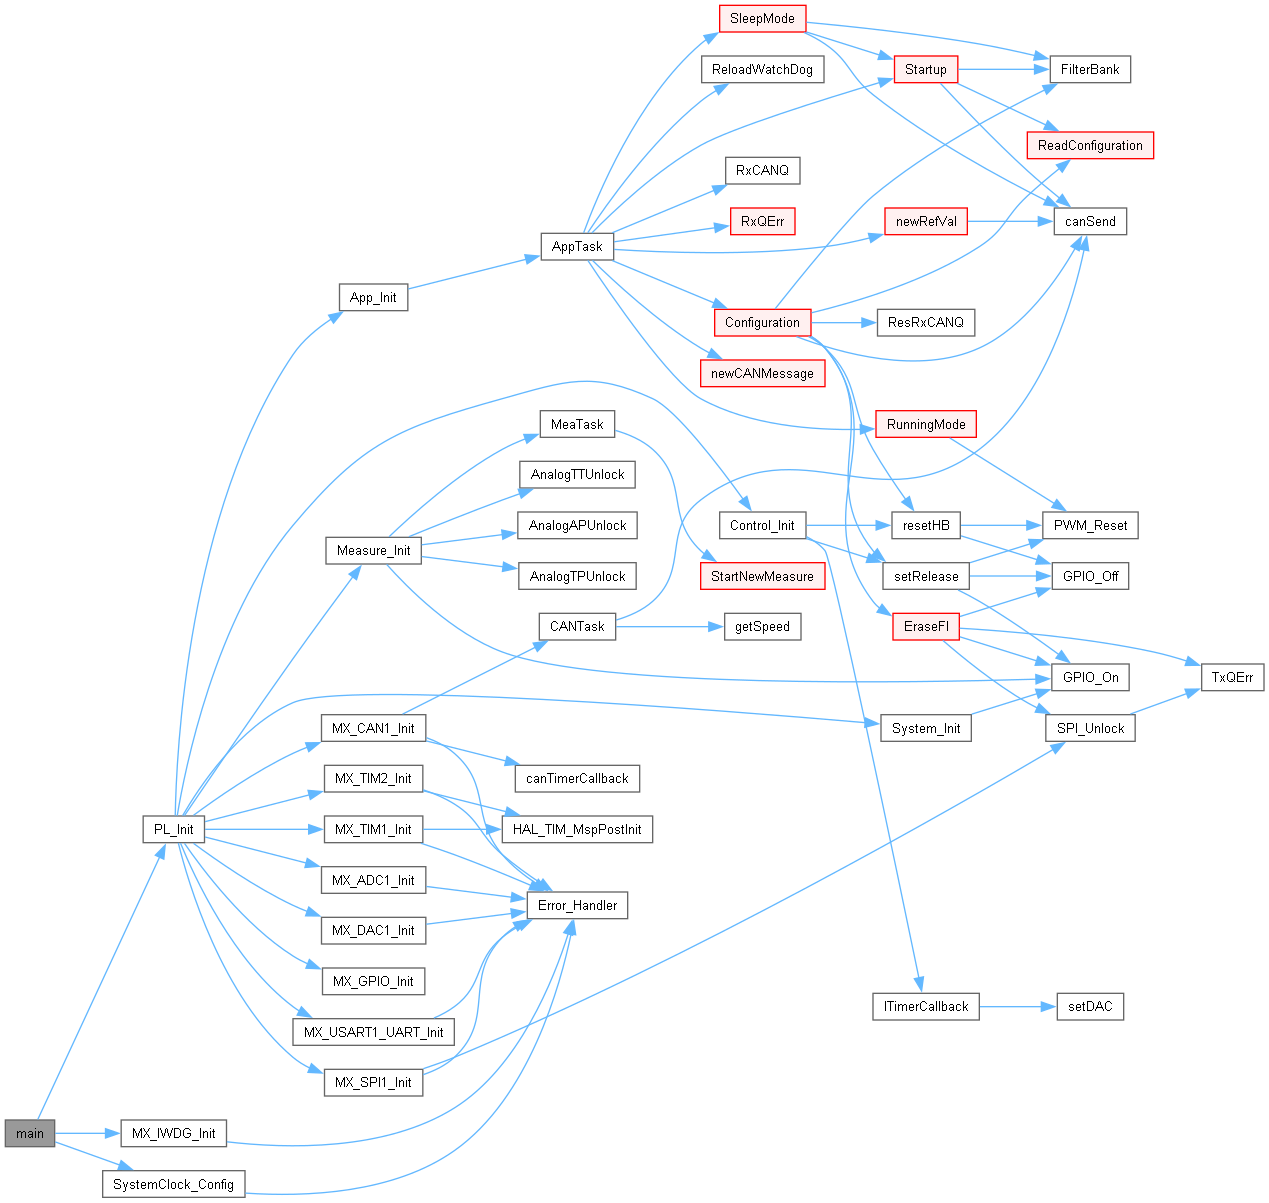 SleepMode
ReloadWatchDog
Startup
FilterBank
ReadConfiguration
RxCANQ
RxQErr
newRefVal
canSend
AppTask
App_Init
Configuration
ResRxCANQ
newCANMessage
MeaTask
RunningMode
AnalogTTUnlock
AnalogAPUnlock
Control_Init
resetHB
PWM_Reset
Measure_Init
AnalogTPUnlock
StartNewMeasure
setRelease
GPIO_Off
CANTask
getSpeed
EraseFl
GPIO_On
TxQErr
MX_CAN1_Init
System_Init
SPI_Unlock
MX_TIM2_Init
canTimerCallback
PL_Init
MX_TIM1_Init
HAL_TIM_MspPostInit
MX_ADC1_Init
Error_Handler
MX_DAC1_Init
MX_GPIO_Init
ITimerCallback
setDAC
MX_USART1_UART_Init
MX_SPI1_Init
main
MX_IWDG_Init
SystemClock_Config